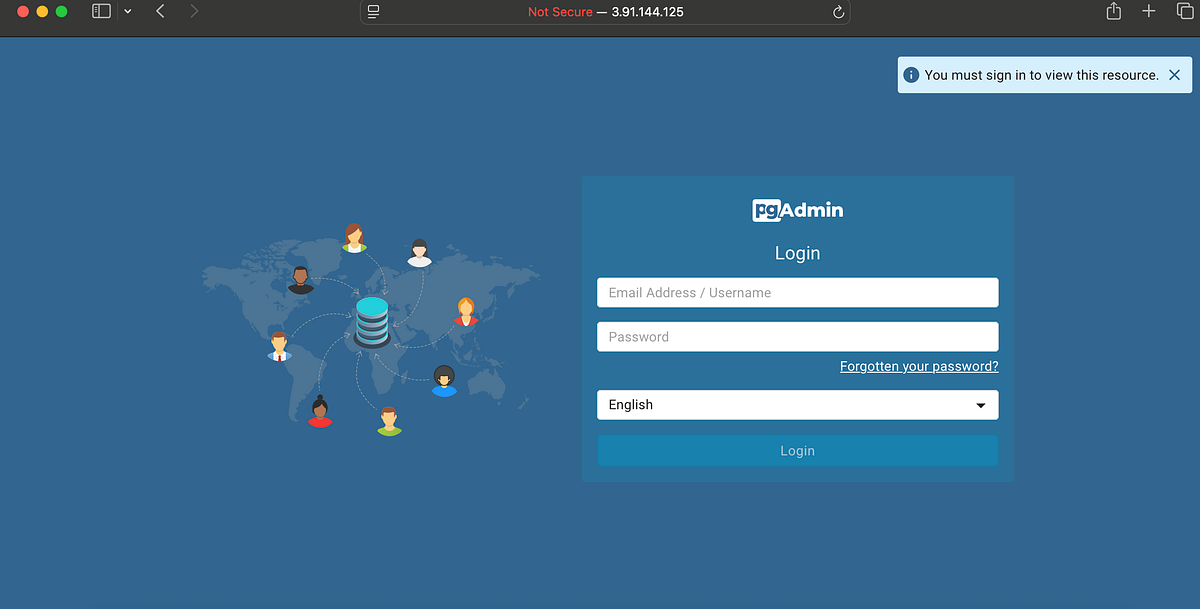 Not Secure — 3.91.144.125
You must sign in to view this resource.
pgAdmin
Login
Email Address / Username
Password
Forgotten your password?
English
Login